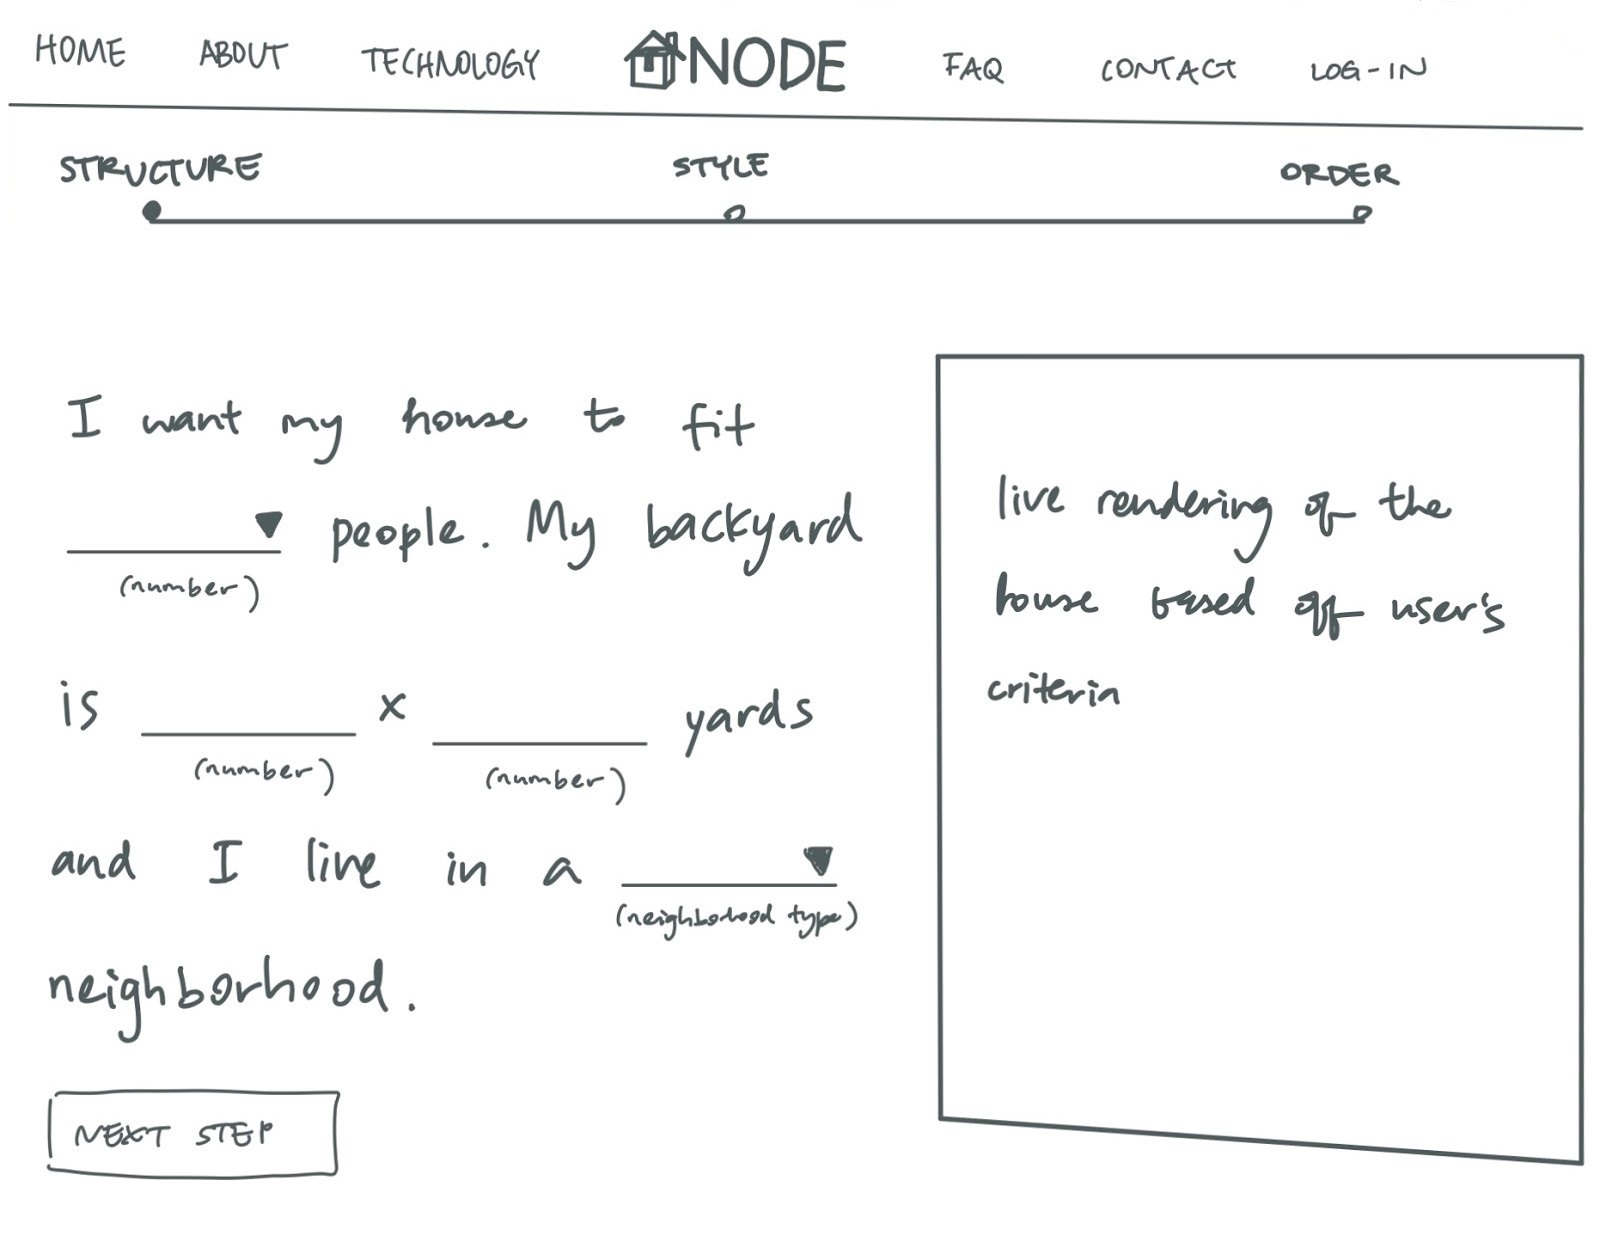 HOME ABOUT TECHNOLOGY NODE FAQ CONTACT LOG-IN
STRUCTURE STYLE ORDER
I want my house to fit
people. My backyard
(number)
is x yards
(number) (number)
and I live in a
(neighborhood type)
neighborhood.
NEXT STEP
live rendering of the
house based off user's
criteria